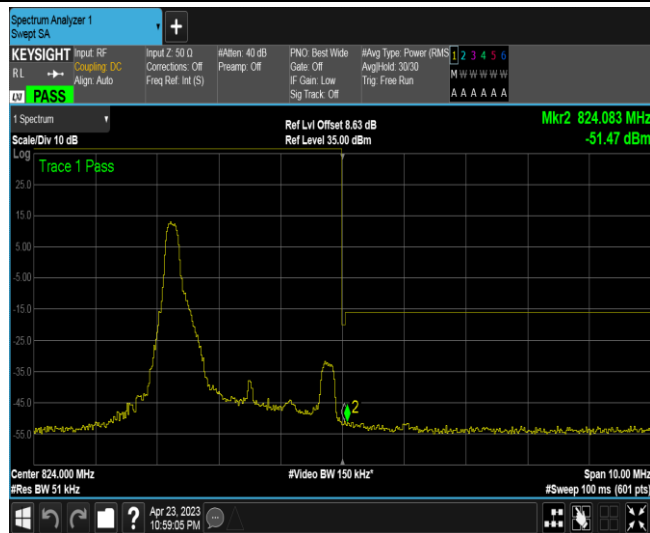 Spectrum Analyzer 1
Swept SA
+
KEYSIGHT
RL
LXI PASS
Input: RF
Coupling: DC
Align: Auto
Input Z: 50 Ω
Corrections: Off
Freq Ref: Int (S)
#Atten: 40 dB
Preamp: Off
PNO: Best Wide
Gate: Off
IF Gain: Low
Sig Track: Off
#Avg Type: Power (RMS
Avg|Hold: 30/30
Trig: Free Run
1 2 3 4 5 6
M W W W W W
A A A A A A
1 Spectrum
Scale/Div 10 dB
Ref Lvl Offset 8.63 dB
Ref Level 35.00 dBm
Mkr2 824.083 MHz
-51.47 dBm
Log
Trace 1 Pass
25.0
15.0
5.00
-5.00
-15.0
-25.0
-35.0
-45.0
-55.0
2
Center 824.000 MHz
#Res BW 51 kHz
#Video BW 150 kHz*
Span 10.00 MHz
#Sweep 100 ms (601 pts)
?
Apr 23, 2023
10:59:05 PM